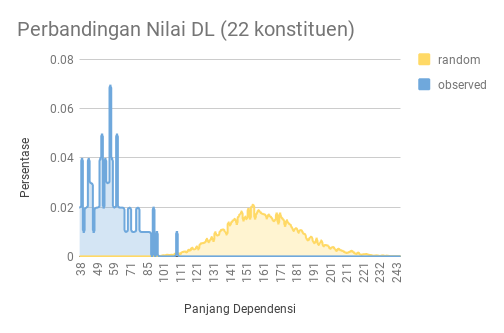 Perbandingan Nilai DL (22 konstituen)
random
observed
0.08
0.06
0.04
0.02
0
Persentase
38 49 59 71 85 101 111 121 131 141 151 161 171 181 191 201 211 221 232 243
Panjang Dependensi